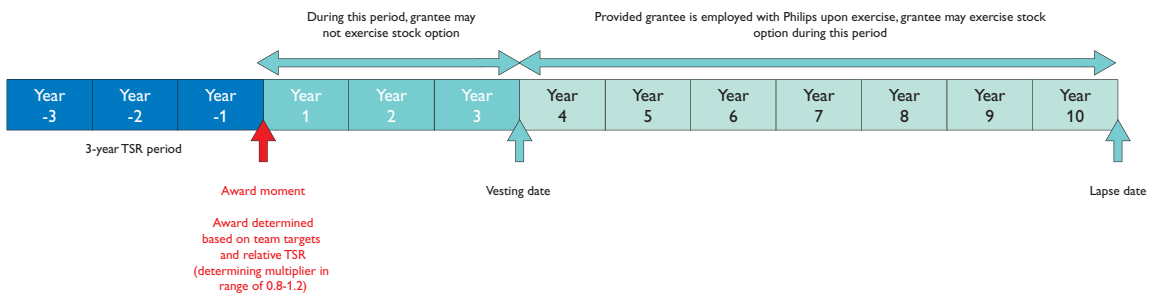 During this period, grantee may
not exercise stock option
Provided grantee is employed with Philips upon exercise, grantee may exercise stock
option during this period
Year
-3
Year
-2
Year
-1
Year
1
Year
2
Year
3
Year
4
Year
5
Year
6
Year
7
Year
8
Year
9
Year
10
3-year TSR period
Award moment
Vesting date
Lapse date
Award determined
based on team targets
and relative TSR
(determining multiplier in
range of 0.8-1.2)